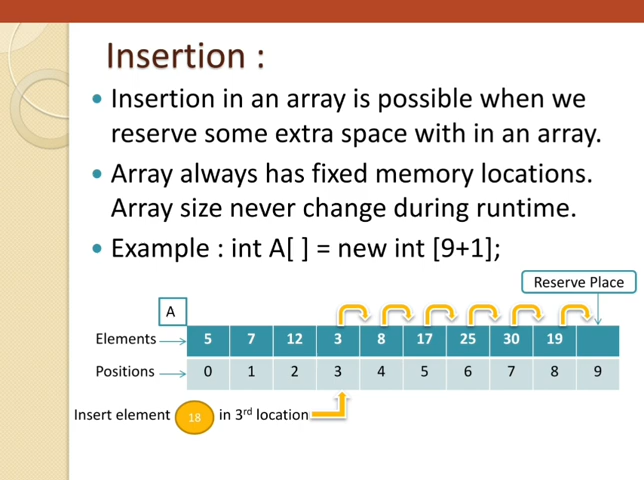 Insertion :
• Insertion in an array is possible when we
reserve some extra space with in an array.
• Array always has fixed memory locations.
Array size never change during runtime.
• Example : int A[ ] = new int [9+1];
Reserve Place
A
Elements 5 7 12 3 8 17 25 30 19
Positions 0 1 2 3 4 5 6 7 8 9
Insert element 18 in 3rd location